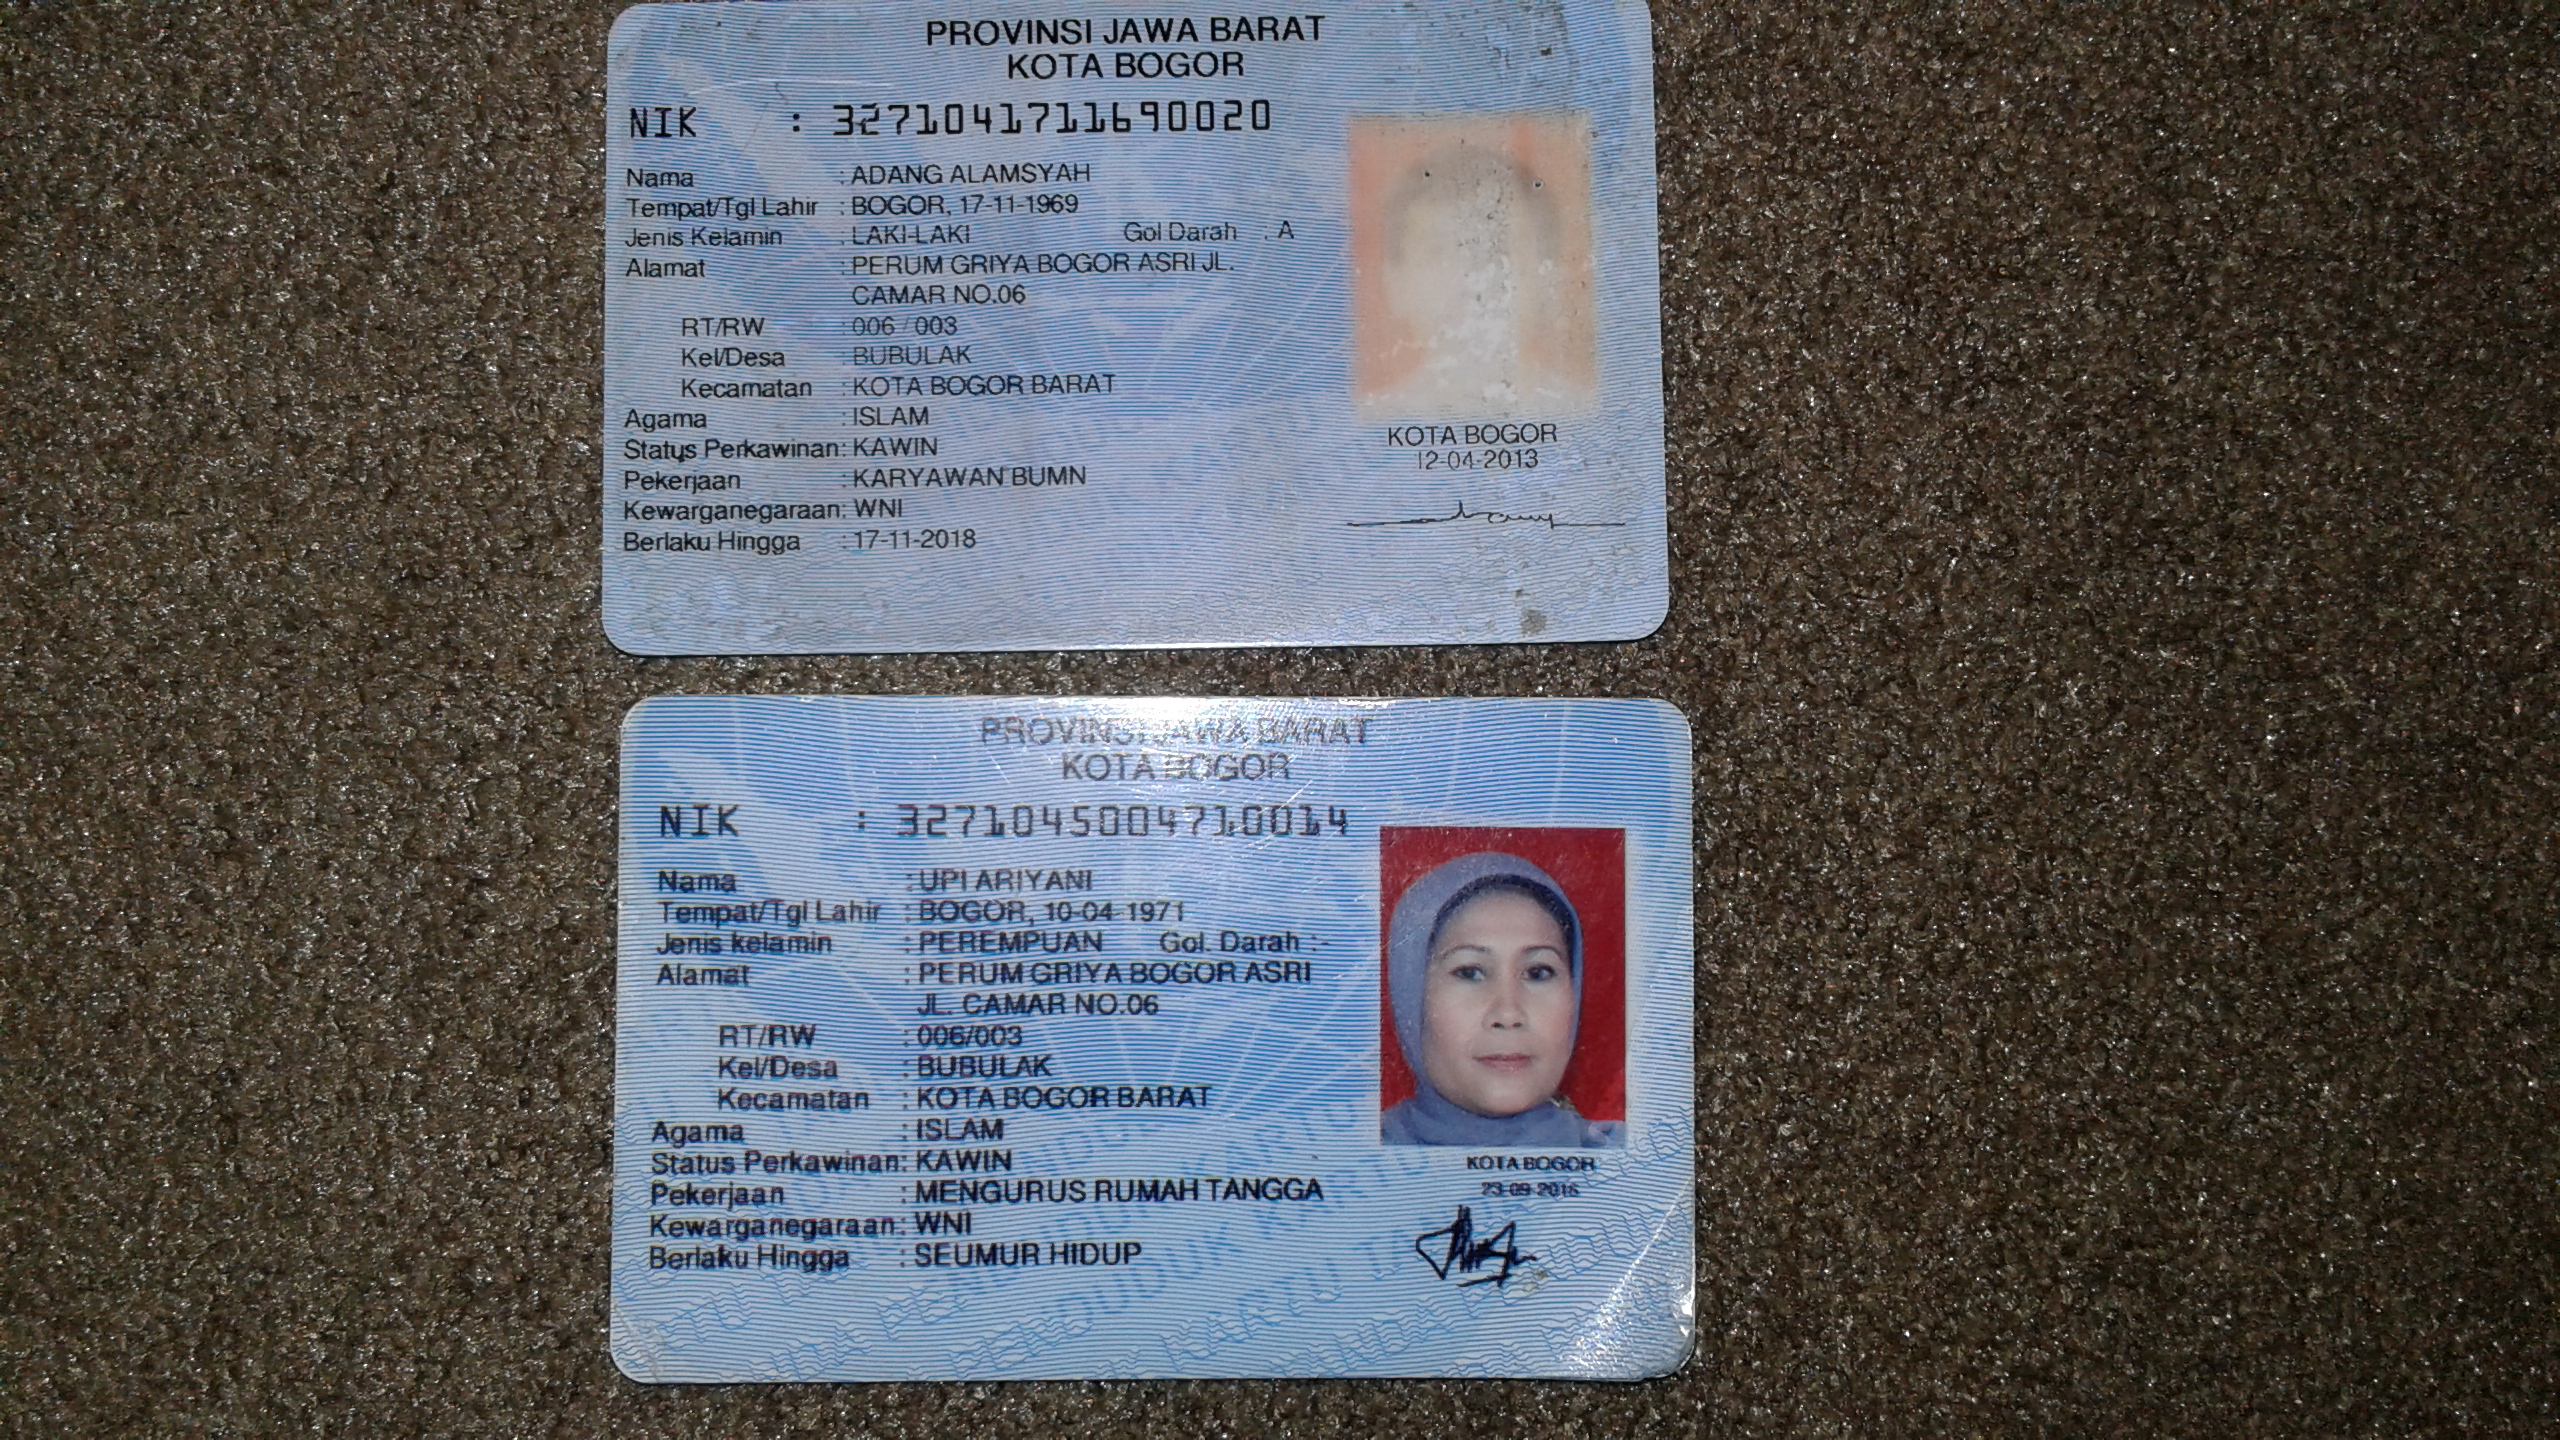 PROVINSI JAWA BARAT
KOTA BOGOR
NIK : 3271041711690020
Nama : ADANG ALAMSYAH
Tempat/Tgl Lahir : BOGOR, 17-11-1969
Jenis Kelamin : LAKI-LAKI Gol Darah : A
Alamat : PERUM GRIYA BOGOR ASRI JL.
CAMAR NO.06
RT/RW : 006 / 003
Kel/Desa : BUBULAK
Kecamatan : KOTA BOGOR BARAT
Agama : ISLAM
Status Perkawinan: KAWIN
Pekerjaan : KARYAWAN BUMN
Kewarganegaraan: WNI
Berlaku Hingga : 17-11-2018
KOTA BOGOR
12-04-2013
PROVINSI JAWA BARAT
KOTA BOGOR
NIK : 3271045004710014
Nama : UPI ARIYANI
Tempat/Tgl Lahir : BOGOR, 10-04-1971
Jenis kelamin : PEREMPUAN Gol. Darah :-
Alamat : PERUM GRIYA BOGOR ASRI
JL. CAMAR NO.06
RT/RW : 006/003
Kel/Desa : BUBULAK
Kecamatan : KOTA BOGOR BARAT
Agama : ISLAM
Status Perkawinan: KAWIN
Pekerjaan : MENGURUS RUMAH TANGGA
Kewarganegaraan: WNI
Berlaku Hingga : SEUMUR HIDUP
KOTA BOGOR